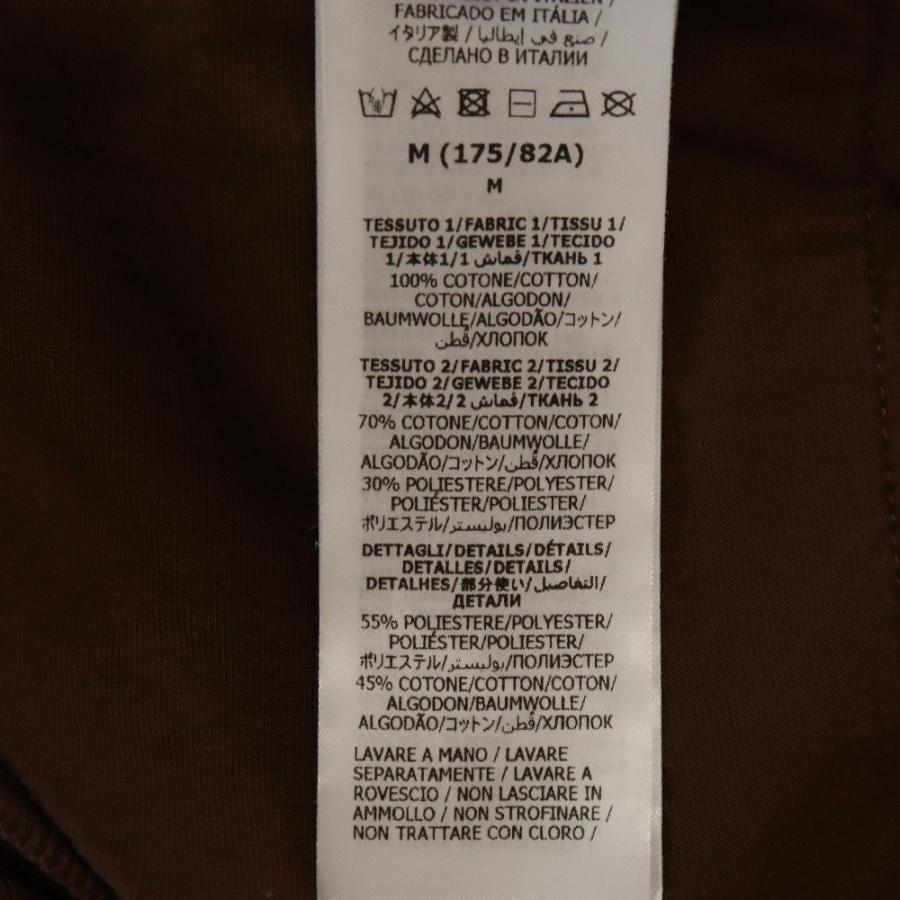 FABRICADO EM ITÁLIA /
イタリア製 / صنع في إيطاليا /
СДЕЛАНО В ИТАЛИИ
M (175/82A)
M
TESSUTO 1/FABRIC 1/TISSU 1/
TEJIDO 1/GEWEBE 1/TECIDO
1/本体1/1 قماش/ТКАНЬ 1
100% COTONE/COTTON/
COTON/ALGODON/
BAUMWOLLE/ALGODÃO/コットン/
قُطن/ХЛОПОК
TESSUTO 2/FABRIC 2/TISSU 2/
TEJIDO 2/GEWEBE 2/TECIDO
2/本体2/2 قماش/ТКАНЬ 2
70% COTONE/COTTON/COTON/
ALGODON/BAUMWOLLE/
ALGODÃO/コットン/قُطن/ХЛОПОК
30% POLIESTERE/POLYESTER/
POLIÉSTER/POLIESTER/
ポリエステル/بوليستر/ПОЛИЭСТЕР
DETTAGLI/DETAILS/DÉTAILS/
DETALLES/DETAILS/
DETALHES/部分使い/التفاصيل/
ДЕТАЛИ
55% POLIESTERE/POLYESTER/
POLIÉSTER/POLIESTER/
ポリエステル/بوليستر/ПОЛИЭСТЕР
45% COTONE/COTTON/COTON/
ALGODON/BAUMWOLLE/
ALGODÃO/コットン/قُطن/ХЛОПОК
LAVARE A MANO / LAVARE
SEPARATAMENTE / LAVARE A
ROVESCIO / NON LASCIARE IN
AMMOLLO / NON STROFINARE /
NON TRATTARE CON CLORO /